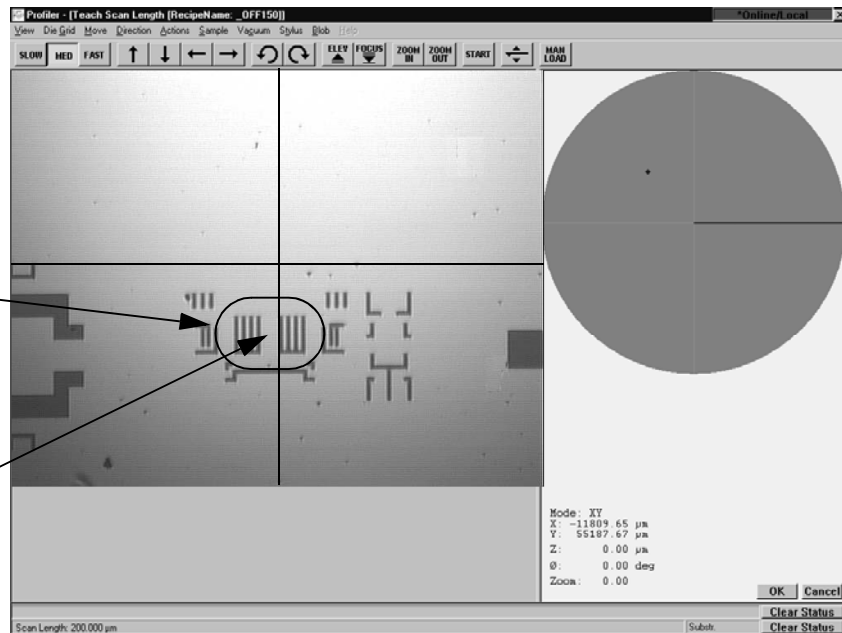 Profiler - [Teach Scan Length [RecipeName: _OFF150]]
*Online/Local
View Die Grid Move Direction Actions Sample Vacuum Stylus Blob Help
SLOW MED FAST ELEV FOCUS ZOOM IN ZOOM OUT START MAN LOAD
Mode: XY
X: -11809.65 µm
Y: 55187.67 µm
Z: 0.00 µm
Ø: 0.00 deg
Zoom: 0.00
OK Cancel
Clear Status
Scan Length: 200.000 µm Substr. Clear Status